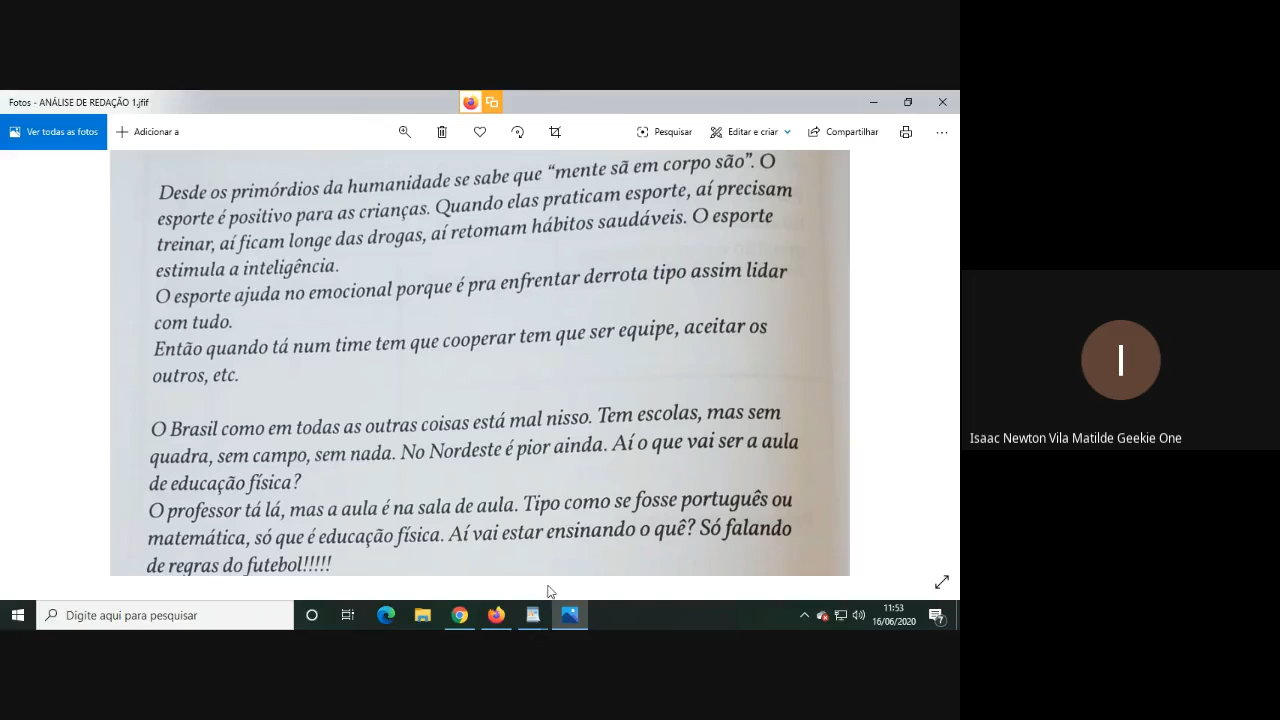 Fotos - ANÁLISE DE REDAÇÃO 1.jfif
Ver todas as fotos
Adicionar a
Pesquisar
Editar e criar
Compartilhar
Desde os primórdios da humanidade se sabe que “mente sã em corpo são”. O
esporte é positivo para as crianças. Quando elas praticam esporte, aí precisam
treinar, aí ficam longe das drogas, aí retomam hábitos saudáveis. O esporte
estimula a inteligência.
O esporte ajuda no emocional porque é pra enfrentar derrota tipo assim lidar
com tudo.
Então quando tá num time tem que cooperar tem que ser equipe, aceitar os
outros, etc.
O Brasil como em todas as outras coisas está mal nisso. Tem escolas, mas sem
quadra, sem campo, sem nada. No Nordeste é pior ainda. Aí o que vai ser a aula
de educação física?
O professor tá lá, mas a aula é na sala de aula. Tipo como se fosse português ou
matemática, só que é educação física. Aí vai estar ensinando o quê? Só falando
de regras do futebol!!!!!
I
Isaac Newton Vila Matilde Geekie One
Digite aqui para pesquisar
11:53
16/06/2020
7